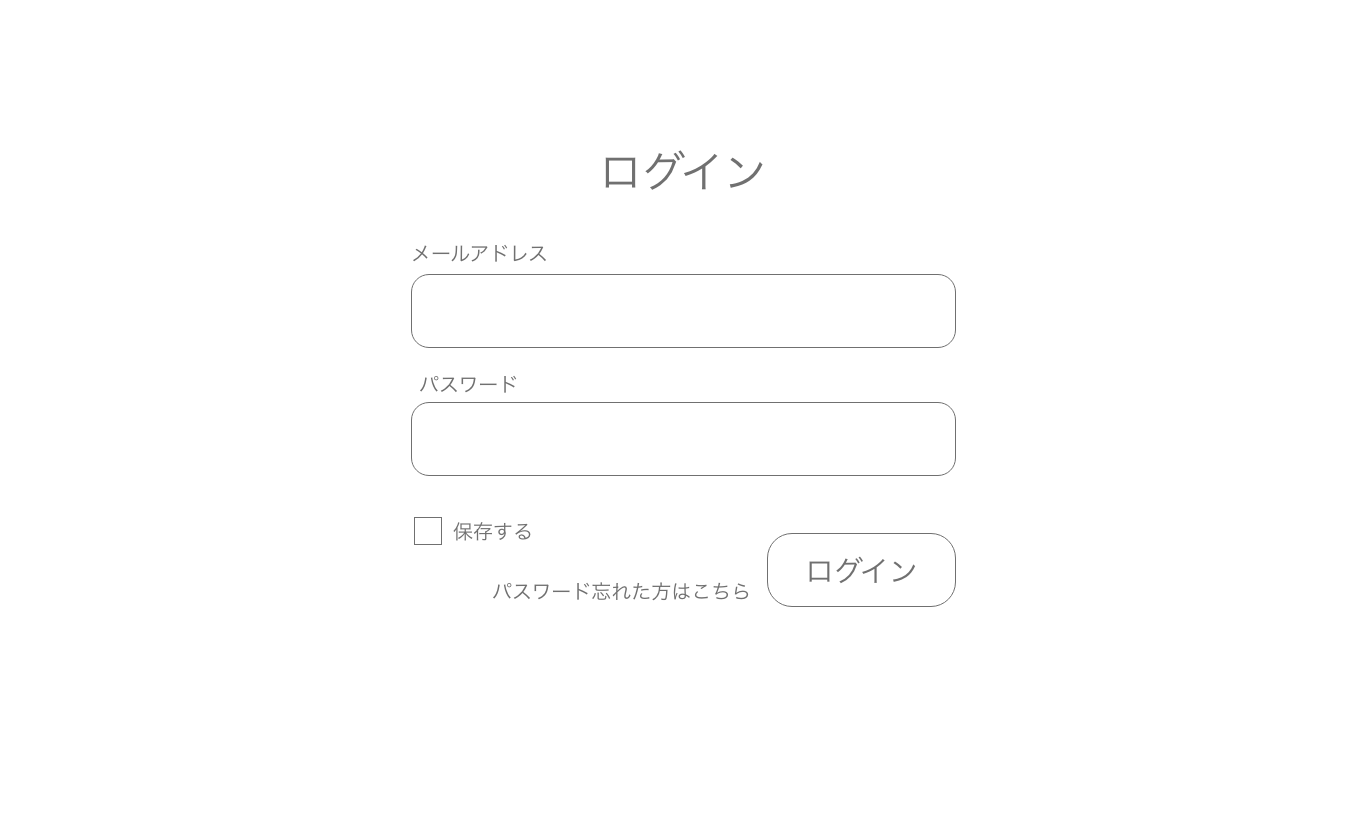 ログイン
メールアドレス
パスワード
保存する
パスワード忘れた方はこちら
ログイン